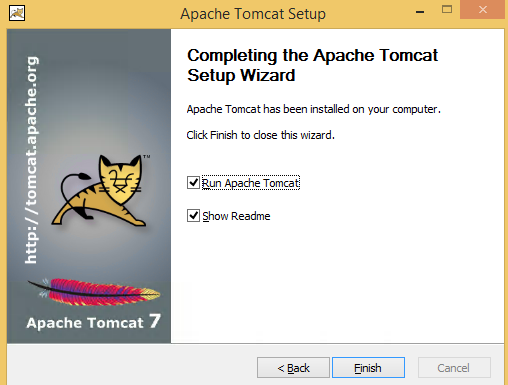 Apache Tomcat Setup
Completing the Apache Tomcat
Setup Wizard
Apache Tomcat has been installed on your computer.
Click Finish to close this wizard.
Run Apache Tomcat
Show Readme
http://tomcat.apache.org
TM
Apache Tomcat 7
< Back
Finish
Cancel